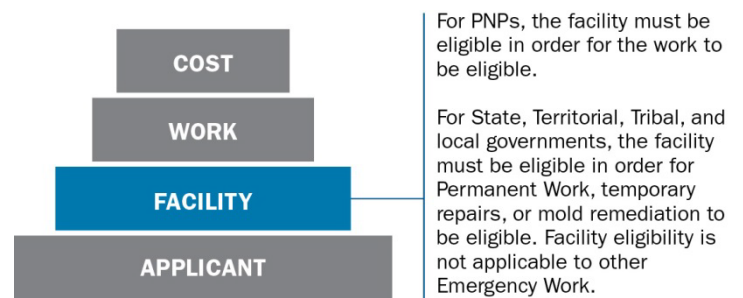 COST
WORK
FACILITY
APPLICANT
For PNPs, the facility must be
eligible in order for the work to
be eligible.
For State, Territorial, Tribal, and
local governments, the facility
must be eligible in order for
Permanent Work, temporary
repairs, or mold remediation to
be eligible. Facility eligibility is
not applicable to other
Emergency Work.